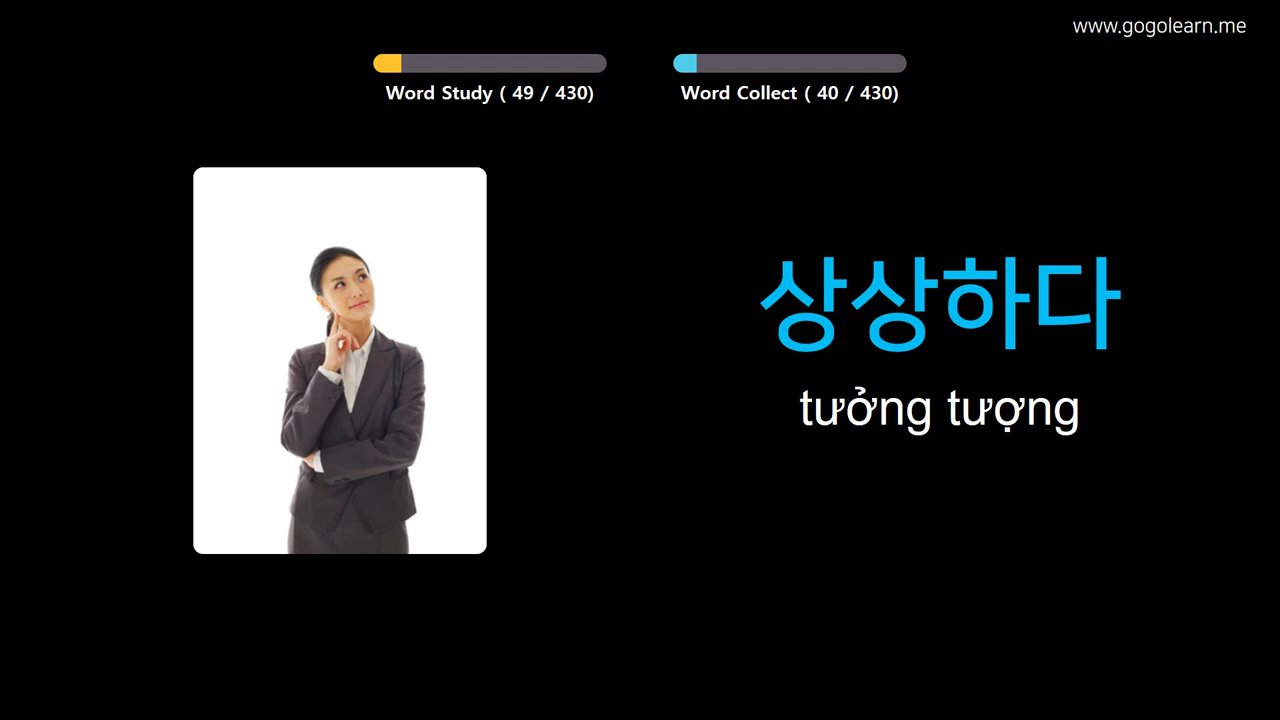 www.gogolearn.me
Word Study ( 49 / 430)
Word Collect ( 40 / 430)
상상하다
tưởng tượng